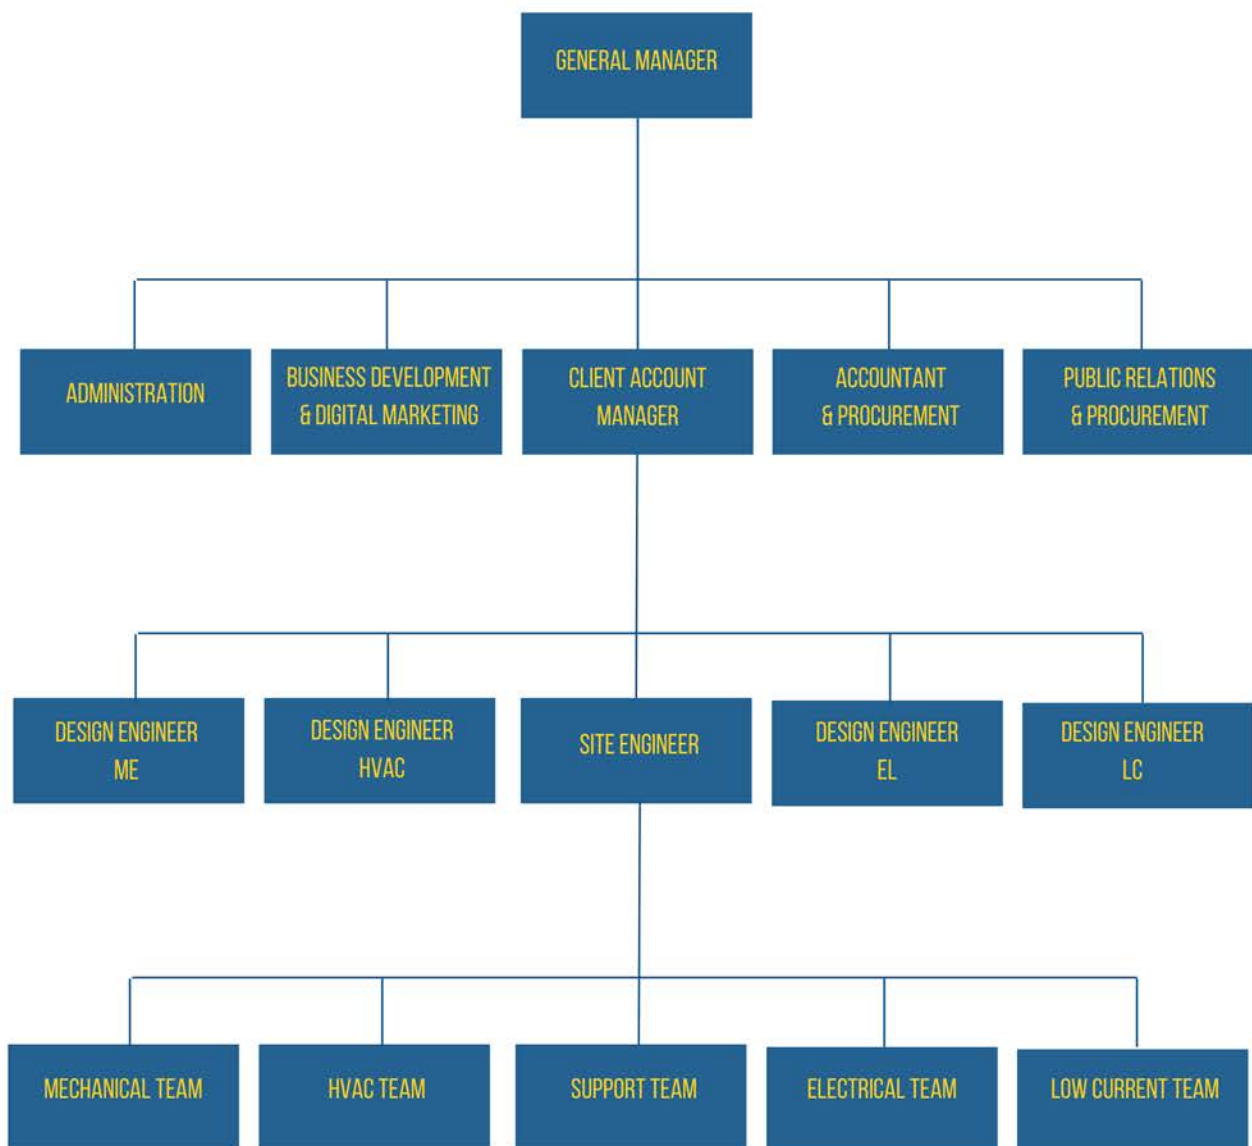 GENERAL MANAGER
ADMINISTRATION
BUSINESS DEVELOPMENT
& DIGITAL MARKETING
CLIENT ACCOUNT
MANAGER
ACCOUNTANT
& PROCUREMENT
PUBLIC RELATIONS
& PROCUREMENT
DESIGN ENGINEER
ME
DESIGN ENGINEER
HVAC
SITE ENGINEER
DESIGN ENGINEER
EL
DESIGN ENGINEER
LC
MECHANICAL TEAM
HVAC TEAM
SUPPORT TEAM
ELECTRICAL TEAM
LOW CURRENT TEAM